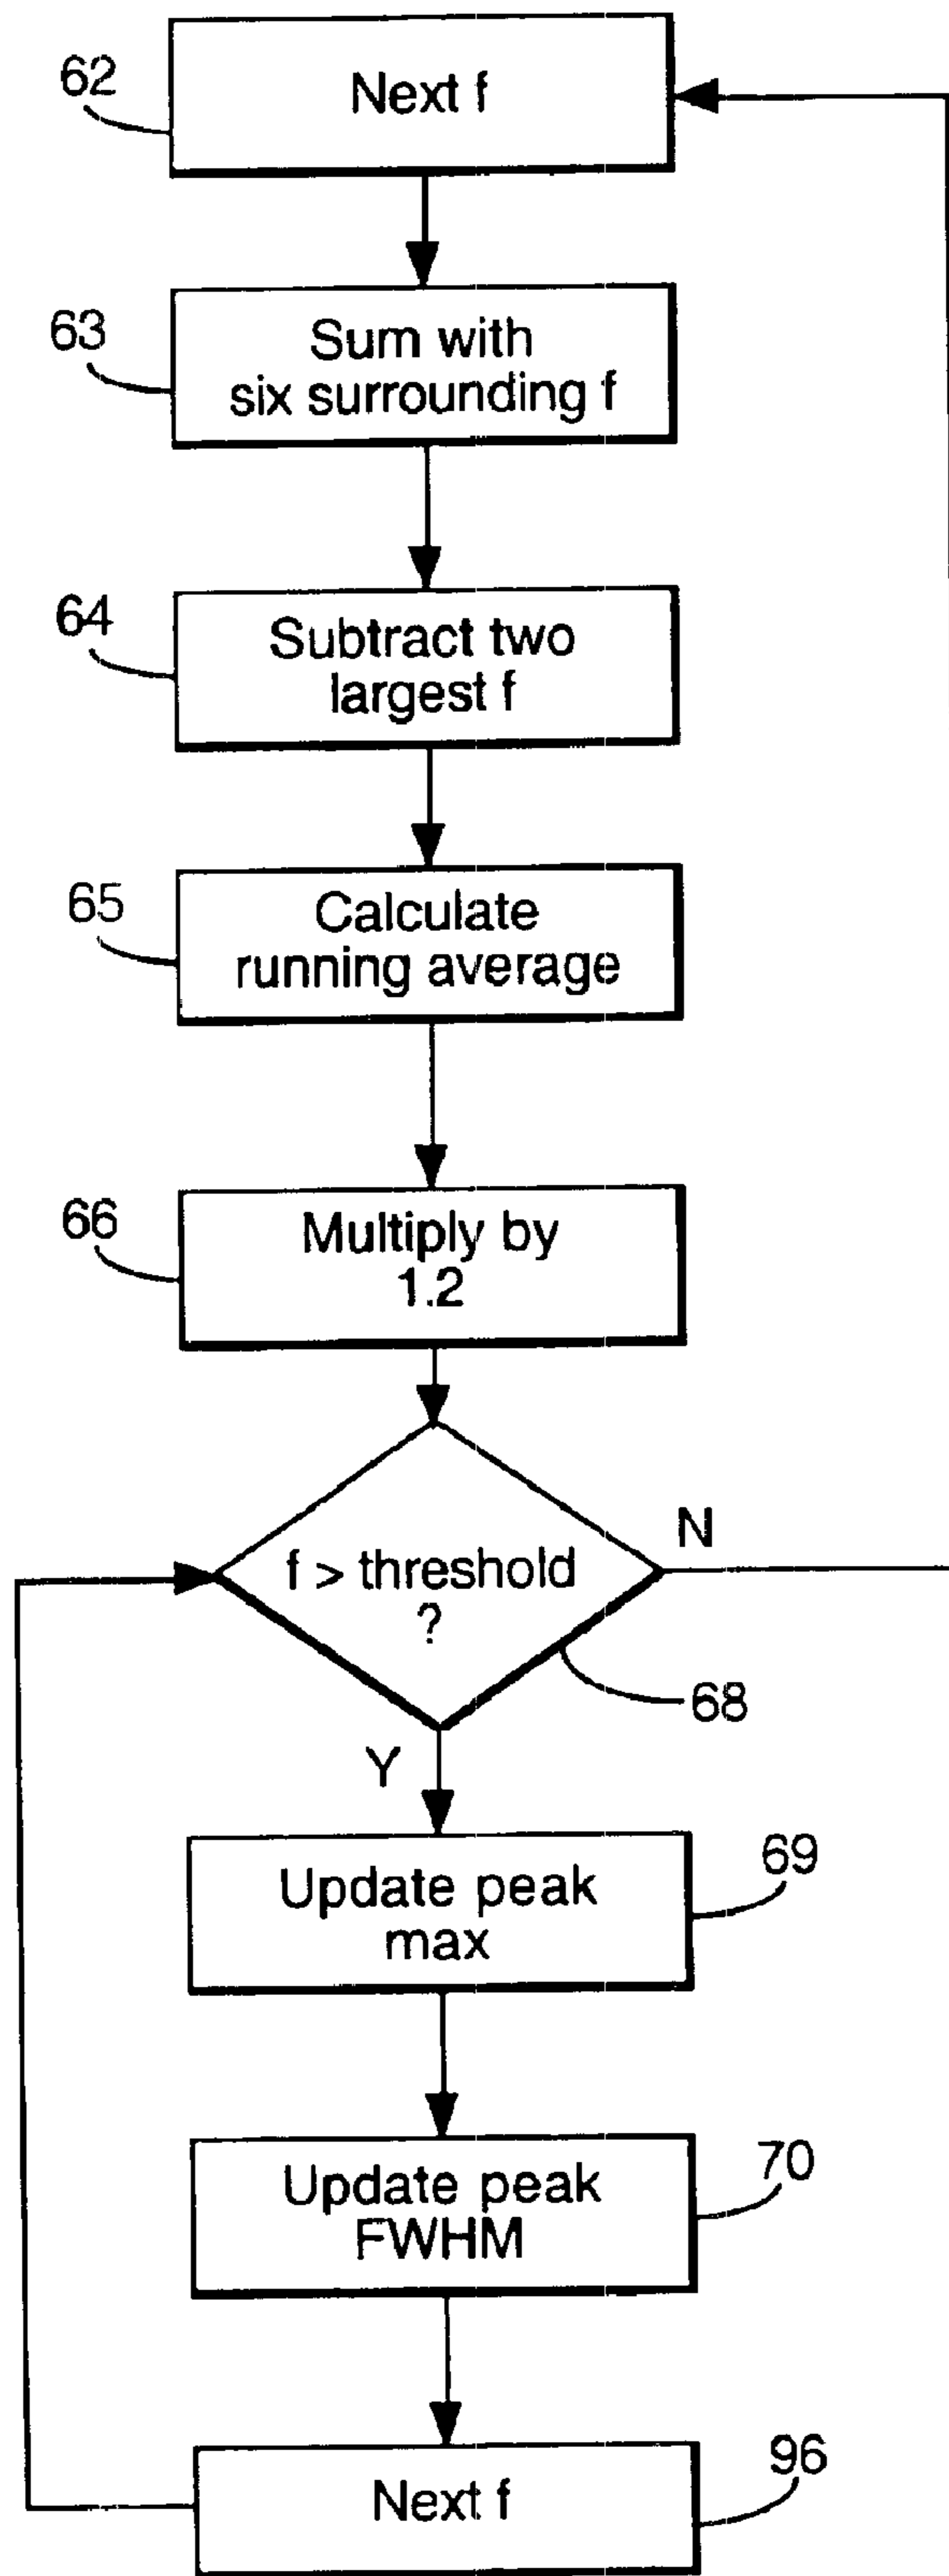 62
Next f
63
Sum with
six surrounding f
64
Subtract two
largest f
65
Calculate
running average
66
Multiply by
1.2
f > threshold
?
N
68
Y
69
Update peak
max
70
Update peak
FWHM
96
Next f